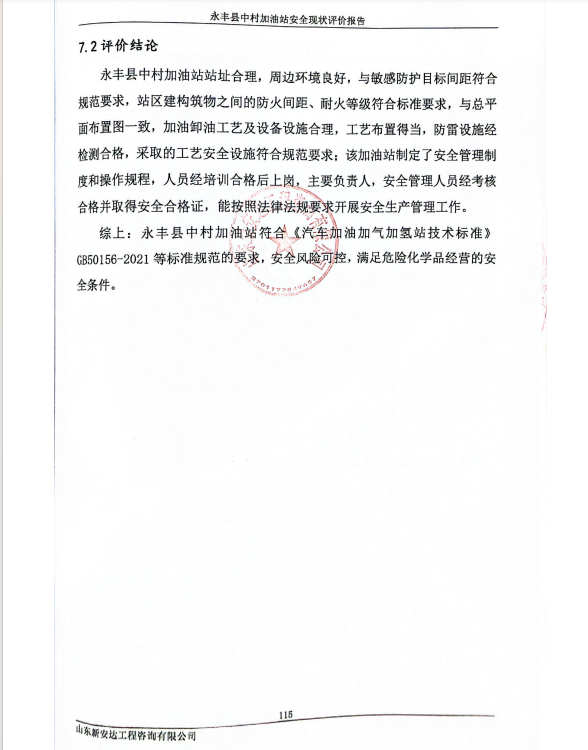 永丰县中村加油站安全现状评价报告
7.2 评价结论
永丰县中村加油站站址合理，周边环境良好，与敏感防护目标间距符合
规范要求，站区建构筑物之间的防火间距、耐火等级符合标准要求，与总平
面布置图一致，加油卸油工艺及设备设施合理，工艺布置得当，防雷设施经
检测合格，采取的工艺安全设施符合规范要求；该加油站制定了安全管理制
度和操作规程，人员经培训合格后上岗，主要负责人，安全管理人员经考核
合格并取得安全合格证，能按照法律法规要求开展安全生产管理工作。
综上：永丰县中村加油站符合《汽车加油加气加氢站技术标准》
GB50156-2021 等标准规范的要求，安全风险可控，满足危险化学品经营的安
全条件。
115
山东新安达工程咨询有限公司